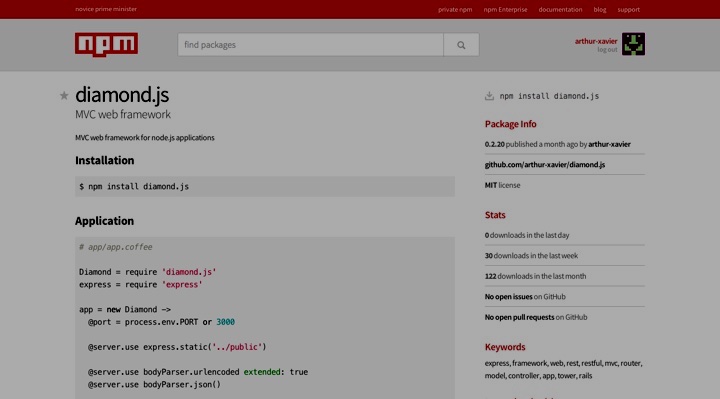 novice prime minister
private npm npm Enterprise documentation blog support
npm
find packages
arthur-xavier
log out
diamond.js
MVC web framework
MVC web framework for node.js applications
Installation
$ npm install diamond.js
Application
# app/app.coffee
Diamond = require 'diamond.js'
express = require 'express'
app = new Diamond ->
@port = process.env.PORT or 3000
@server.use express.static('../public')
@server.use bodyParser.urlencoded extended: true
@server.use bodyParser.json()
npm install diamond.js
Package Info
0.2.20 published a month ago by arthur-xavier
github.com/arthur-xavier/diamond.js
MIT license
Stats
0 downloads in the last day
30 downloads in the last week
122 downloads in the last month
No open issues on GitHub
No open pull requests on GitHub
Keywords
express, framework, web, rest, restful, mvc, router,
model, controller, app, tower, rails